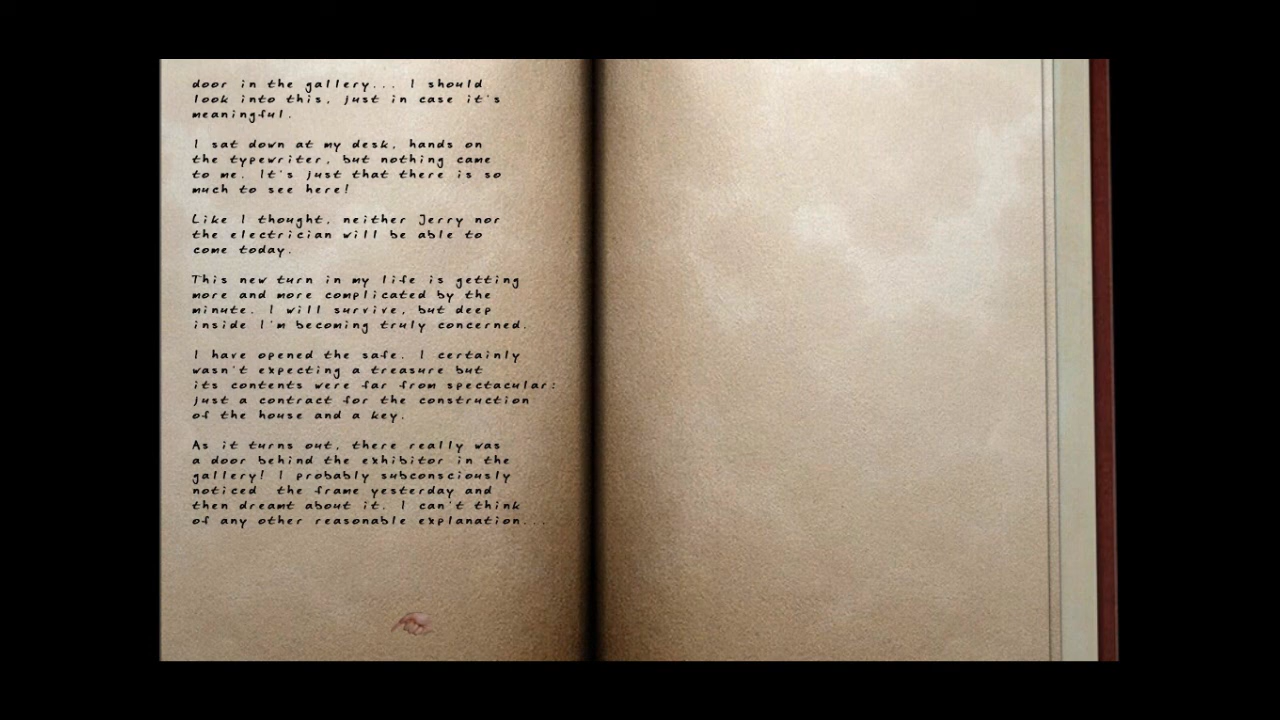 door in the gallery... I should
look into this, just in case it's
meaningful.
I sat down at my desk, hands on
the typewriter, but nothing came
to me. It's just that there is so
much to see here!
Like I thought, neither Jerry nor
the electrician will be able to
come today.
This new turn in my life is getting
more and more complicated by the
minute. I will survive, but deep
inside I'm becoming truly concerned.
I have opened the safe. I certainly
wasn't expecting a treasure but
its contents were far from spectacular:
just a contract for the construction
of the house and a key.
As it turns out, there really was
a door behind the exhibitor in the
gallery! I probably subconsciously
noticed the frame yesterday and
then dreamt about it. I can't think
of any other reasonable explanation...